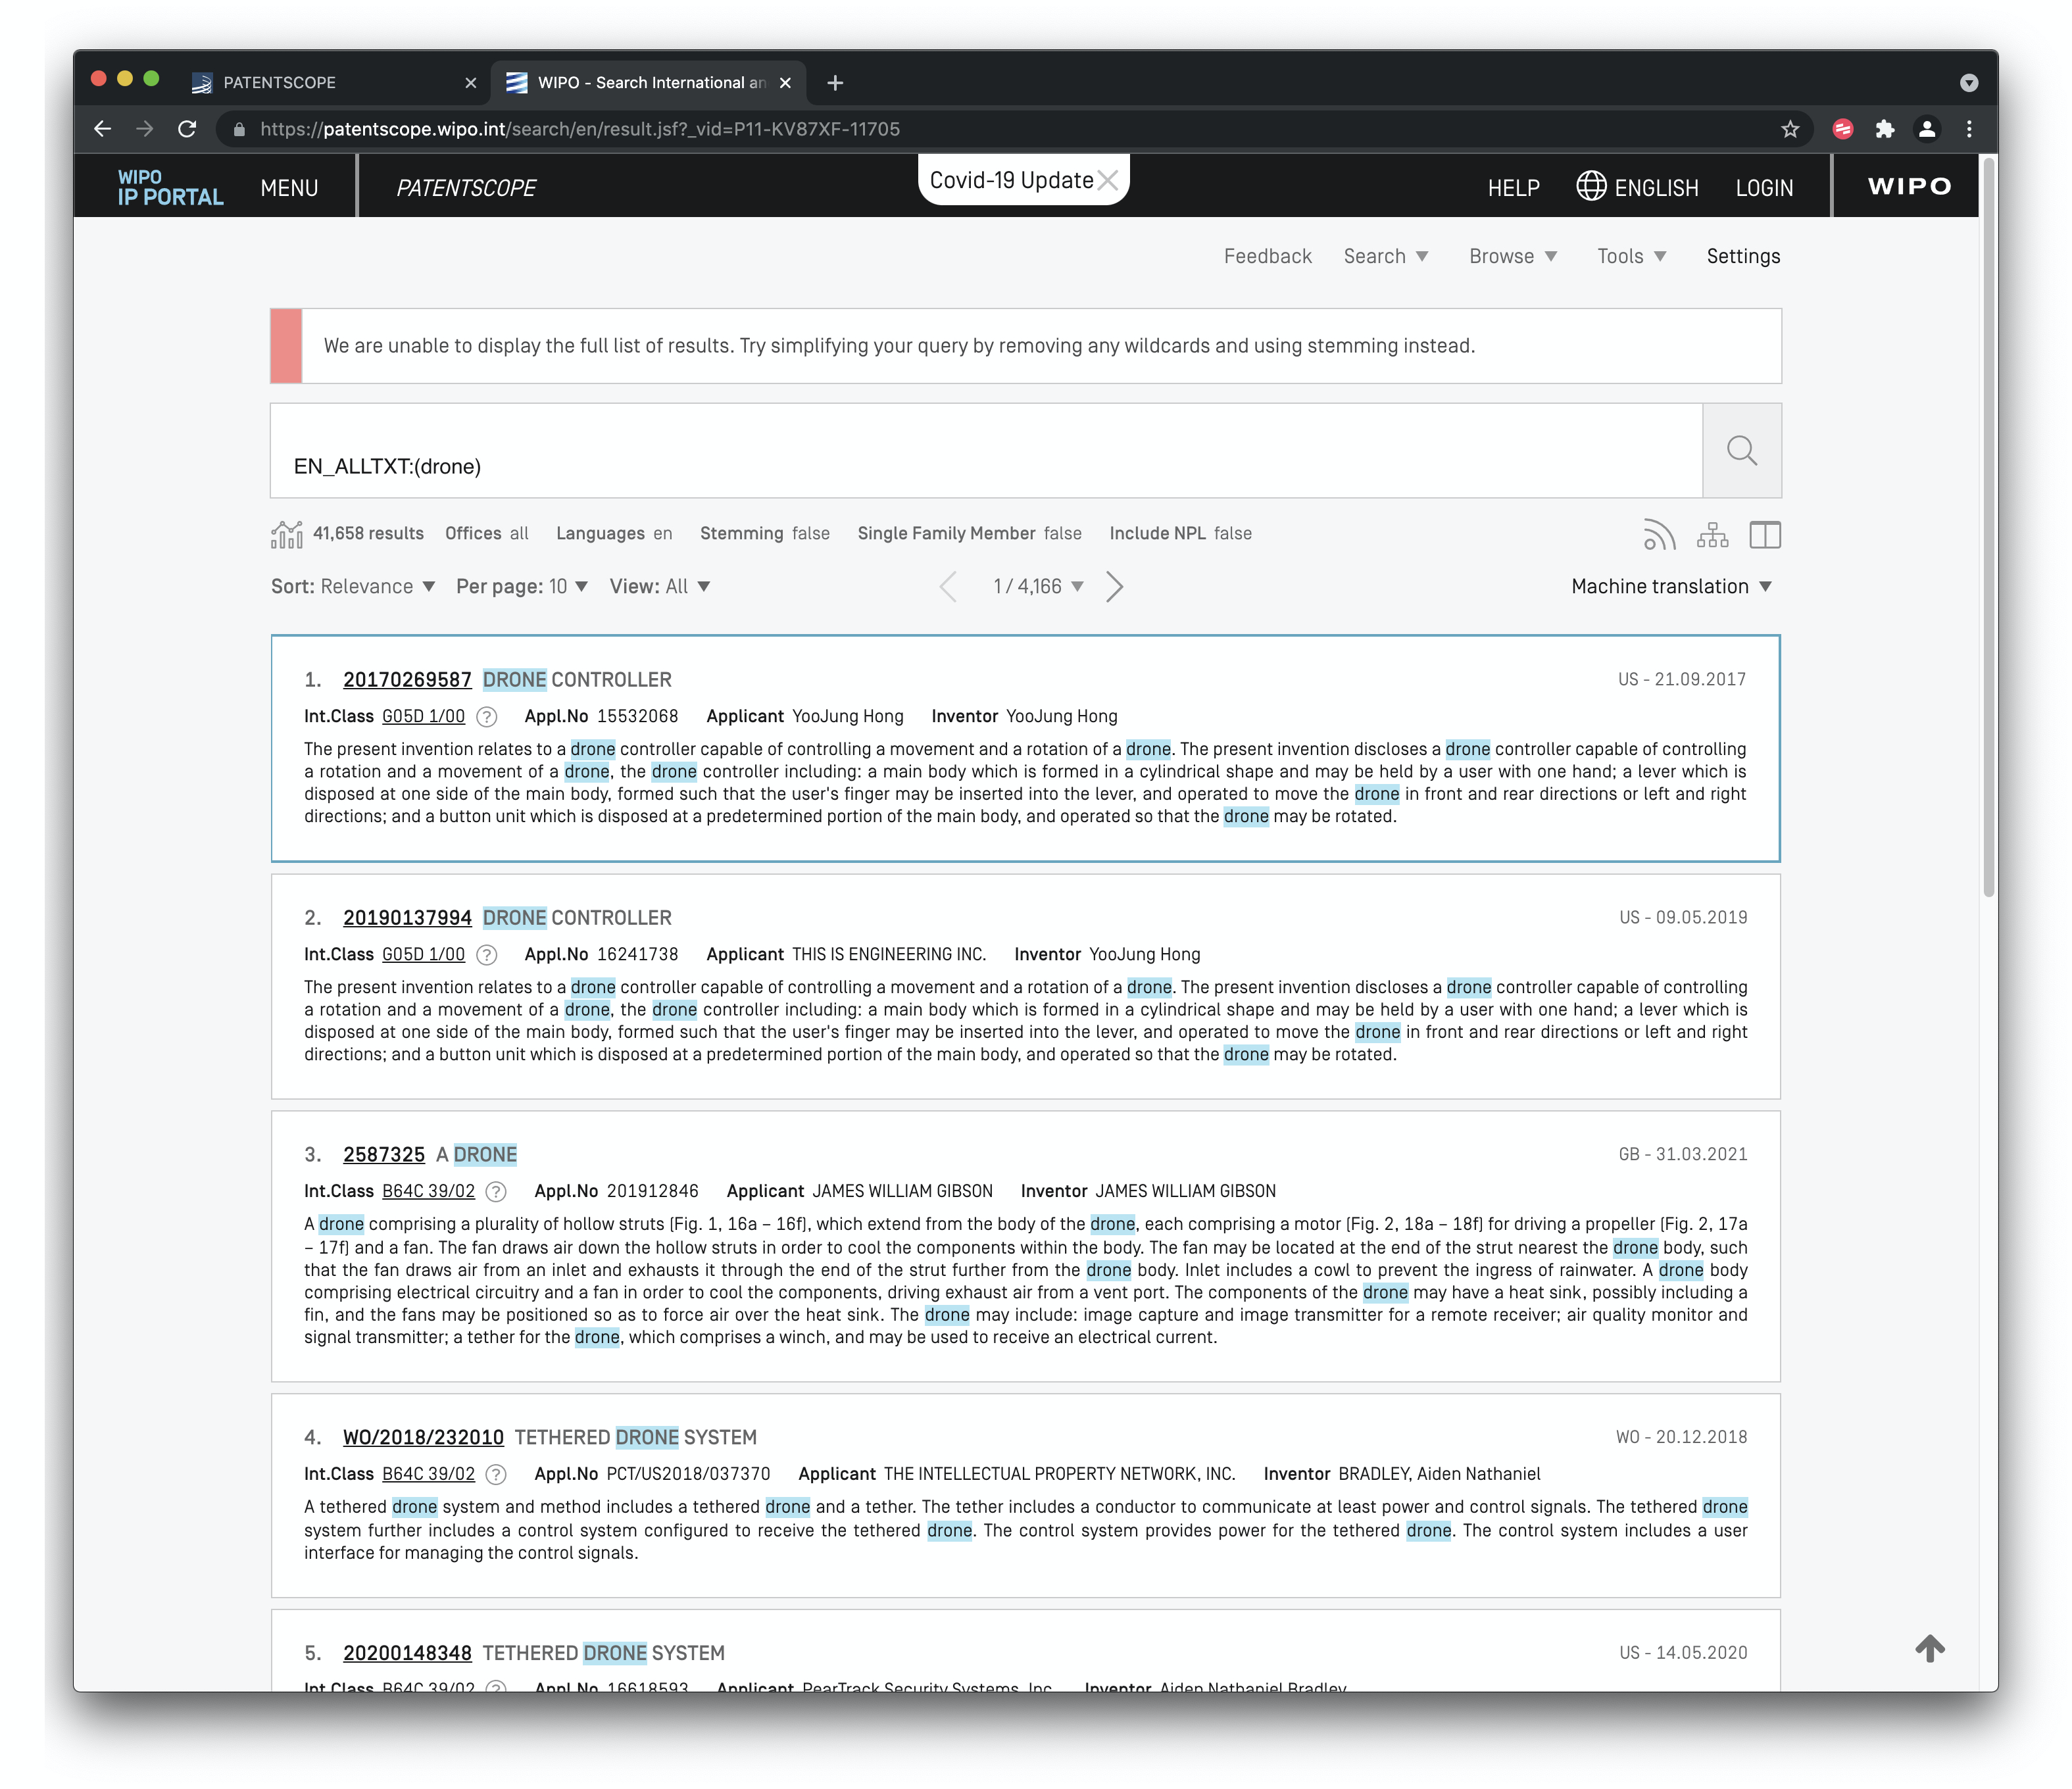 PATENTSCOPE
WIPO - Search International an
https://patentscope.wipo.int/search/en/result.jsf?_vid=P11-KV87XF-11705
WIPO
IP PORTAL
MENU
PATENTSCOPE
Covid-19 Update
HELP
ENGLISH
LOGIN
WIPO
Feedback Search Browse Tools Settings
We are unable to display the full list of results. Try simplifying your query by removing any wildcards and using stemming instead.
EN_ALLTXT:(drone)
41,658 results Offices all Languages en Stemming false Single Family Member false Include NPL false
Sort: Relevance Per page: 10 View: All 1 / 4,166 Machine translation
1. 20170269587 DRONE CONTROLLER US - 21.09.2017
Int.Class G05D 1/00 ? Appl.No 15532068 Applicant YooJung Hong Inventor YooJung Hong
The present invention relates to a drone controller capable of controlling a movement and a rotation of a drone. The present invention discloses a drone controller capable of controlling
a rotation and a movement of a drone, the drone controller including: a main body which is formed in a cylindrical shape and may be held by a user with one hand; a lever which is
disposed at one side of the main body, formed such that the user's finger may be inserted into the lever, and operated to move the drone in front and rear directions or left and right
directions; and a button unit which is disposed at a predetermined portion of the main body, and operated so that the drone may be rotated.
2. 20190137994 DRONE CONTROLLER US - 09.05.2019
Int.Class G05D 1/00 ? Appl.No 16241738 Applicant THIS IS ENGINEERING INC. Inventor YooJung Hong
The present invention relates to a drone controller capable of controlling a movement and a rotation of a drone. The present invention discloses a drone controller capable of controlling
a rotation and a movement of a drone, the drone controller including: a main body which is formed in a cylindrical shape and may be held by a user with one hand; a lever which is
disposed at one side of the main body, formed such that the user's finger may be inserted into the lever, and operated to move the drone in front and rear directions or left and right
directions; and a button unit which is disposed at a predetermined portion of the main body, and operated so that the drone may be rotated.
3. 2587325 A DRONE GB - 31.03.2021
Int.Class B64C 39/02 ? Appl.No 201912846 Applicant JAMES WILLIAM GIBSON Inventor JAMES WILLIAM GIBSON
A drone comprising a plurality of hollow struts (Fig. 1, 16a – 16f), which extend from the body of the drone, each comprising a motor (Fig. 2, 18a – 18f) for driving a propeller (Fig. 2, 17a
– 17f) and a fan. The fan draws air down the hollow struts in order to cool the components within the body. The fan may be located at the end of the strut nearest the drone body, such
that the fan draws air from an inlet and exhausts it through the end of the strut further from the drone body. Inlet includes a cowl to prevent the ingress of rainwater. A drone body
comprising electrical circuitry and a fan in order to cool the components, driving exhaust air from a vent port. The components of the drone may have a heat sink, possibly including a
fin, and the fans may be positioned so as to force air over the heat sink. The drone may include: image capture and image transmitter for a remote receiver; air quality monitor and
signal transmitter; a tether for the drone, which comprises a winch, and may be used to receive an electrical current.
4. WO/2018/232010 TETHERED DRONE SYSTEM WO - 20.12.2018
Int.Class B64C 39/02 ? Appl.No PCT/US2018/037370 Applicant THE INTELLECTUAL PROPERTY NETWORK, INC. Inventor BRADLEY, Aiden Nathaniel
A tethered drone system and method includes a tethered drone and a tether. The tether includes a conductor to communicate at least power and control signals. The tethered drone
system further includes a control system configured to receive the tethered drone. The control system provides power for the tethered drone. The control system includes a user
interface for managing the control signals.
5. 20200148348 TETHERED DRONE SYSTEM US - 14.05.2020
Int.Class B64C 39/02 ? Appl.No 16618593 Applicant PearTrack Security Systems, Inc. Inventor Aiden Nathaniel Bradley